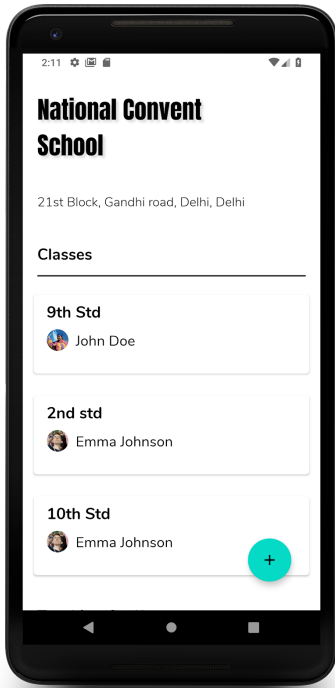 2:11
National Convent
School
21st Block, Gandhi road, Delhi, Delhi
Classes
9th Std
John Doe
2nd std
Emma Johnson
10th Std
Emma Johnson
+